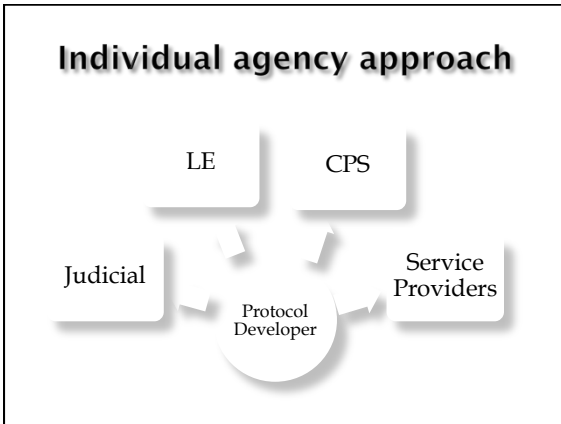 Individual agency approach
LE
CPS
Judicial
Service
Providers
Protocol
Developer